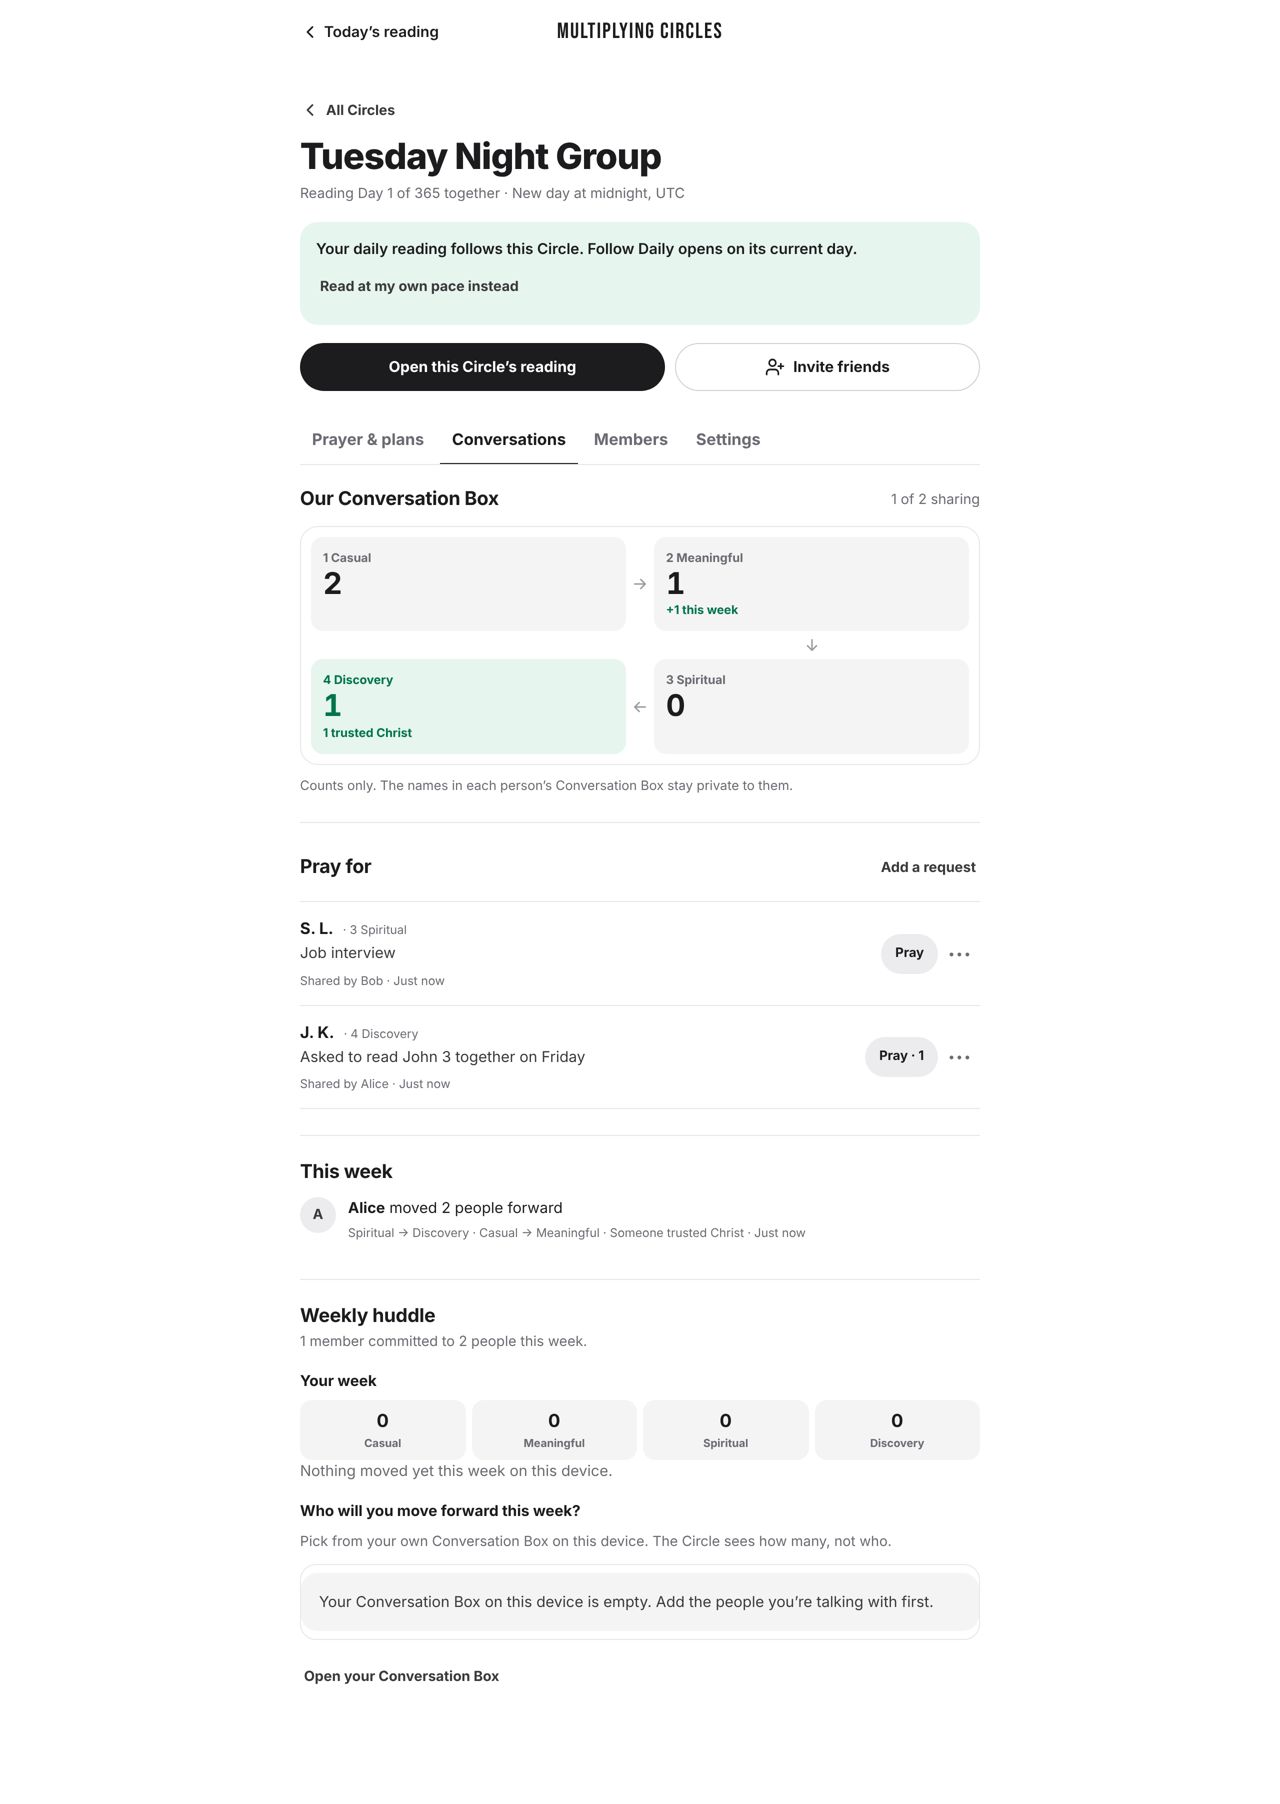 Today’s reading
MULTIPLYING CIRCLES
All Circles
Tuesday Night Group
Reading Day 1 of 365 together · New day at midnight, UTC
Your daily reading follows this Circle. Follow Daily opens on its current day.
Read at my own pace instead
Open this Circle’s reading
Invite friends
Prayer & plans
Conversations
Members
Settings
Our Conversation Box
1 of 2 sharing
1 Casual
2
→
2 Meaningful
1
+1 this week
↓
4 Discovery
1
1 trusted Christ
←
3 Spiritual
0
Counts only. The names in each person’s Conversation Box stay private to them.
Pray for
Add a request
S. L. · 3 Spiritual
Job interview
Shared by Bob · Just now
Pray
J. K. · 4 Discovery
Asked to read John 3 together on Friday
Shared by Alice · Just now
Pray · 1
This week
A
Alice moved 2 people forward
Spiritual → Discovery · Casual → Meaningful · Someone trusted Christ · Just now
Weekly huddle
1 member committed to 2 people this week.
Your week
0
Casual
0
Meaningful
0
Spiritual
0
Discovery
Nothing moved yet this week on this device.
Who will you move forward this week?
Pick from your own Conversation Box on this device. The Circle sees how many, not who.
Your Conversation Box on this device is empty. Add the people you’re talking with first.
Open your Conversation Box